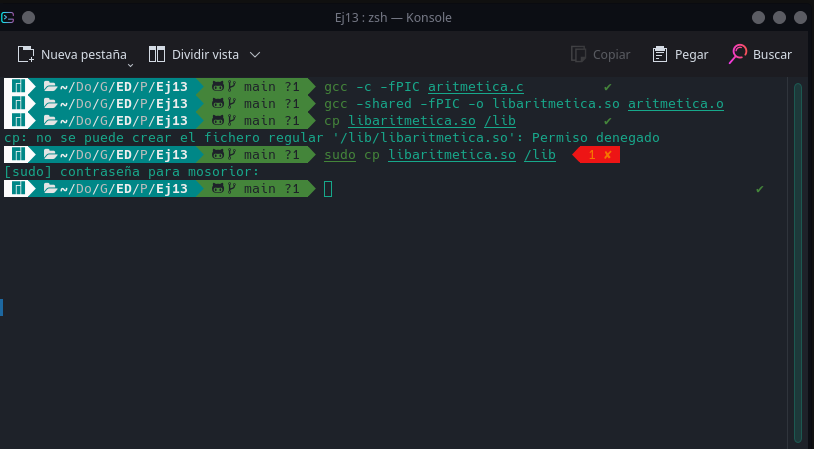 Ej13 : zsh — Konsole
Nueva pestaña Dividir vista Copiar Pegar Buscar
~/Do/G/ED/P/Ej13 main ?1 gcc -c -fPIC aritmetica.c ✔
~/Do/G/ED/P/Ej13 main ?1 gcc -shared -fPIC -o libaritmetica.so aritmetica.o
~/Do/G/ED/P/Ej13 main ?1 cp libaritmetica.so /lib ✔
cp: no se puede crear el fichero regular '/lib/libaritmetica.so': Permiso denegado
~/Do/G/ED/P/Ej13 main ?1 sudo cp libaritmetica.so /lib 1 ✘
[sudo] contraseña para mosorior:
~/Do/G/ED/P/Ej13 main ?1 ✔